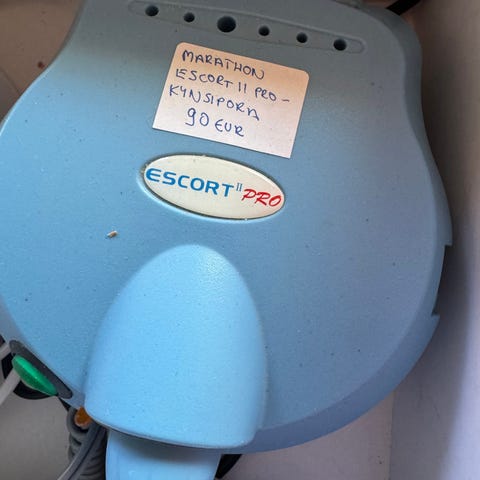 MARATHON
ESCORT II PRO -
KYNSIPORA
90 EUR
ESCORT II PRO